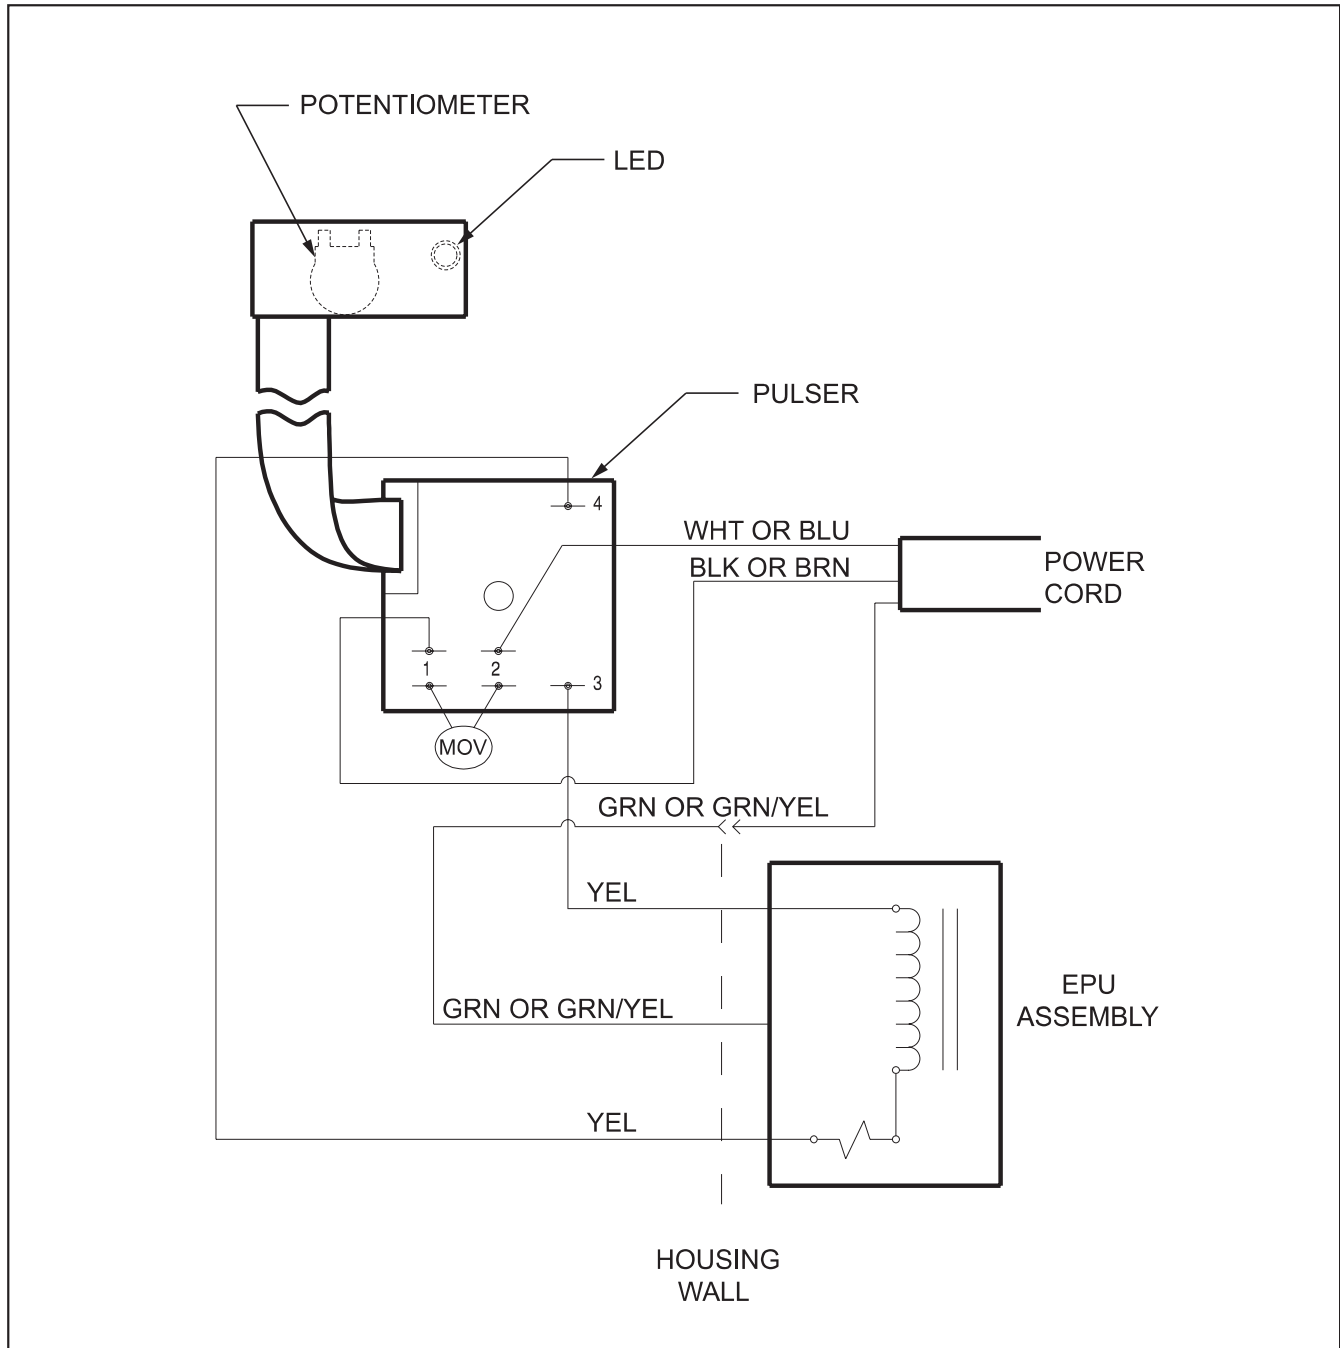 POTENTIOMETER
LED
PULSER
4
WHT OR BLU
BLK OR BRN
POWER
CORD
1
2
3
MOV
GRN OR GRN/YEL
YEL
EPU
ASSEMBLY
GRN OR GRN/YEL
YEL
HOUSING
WALL